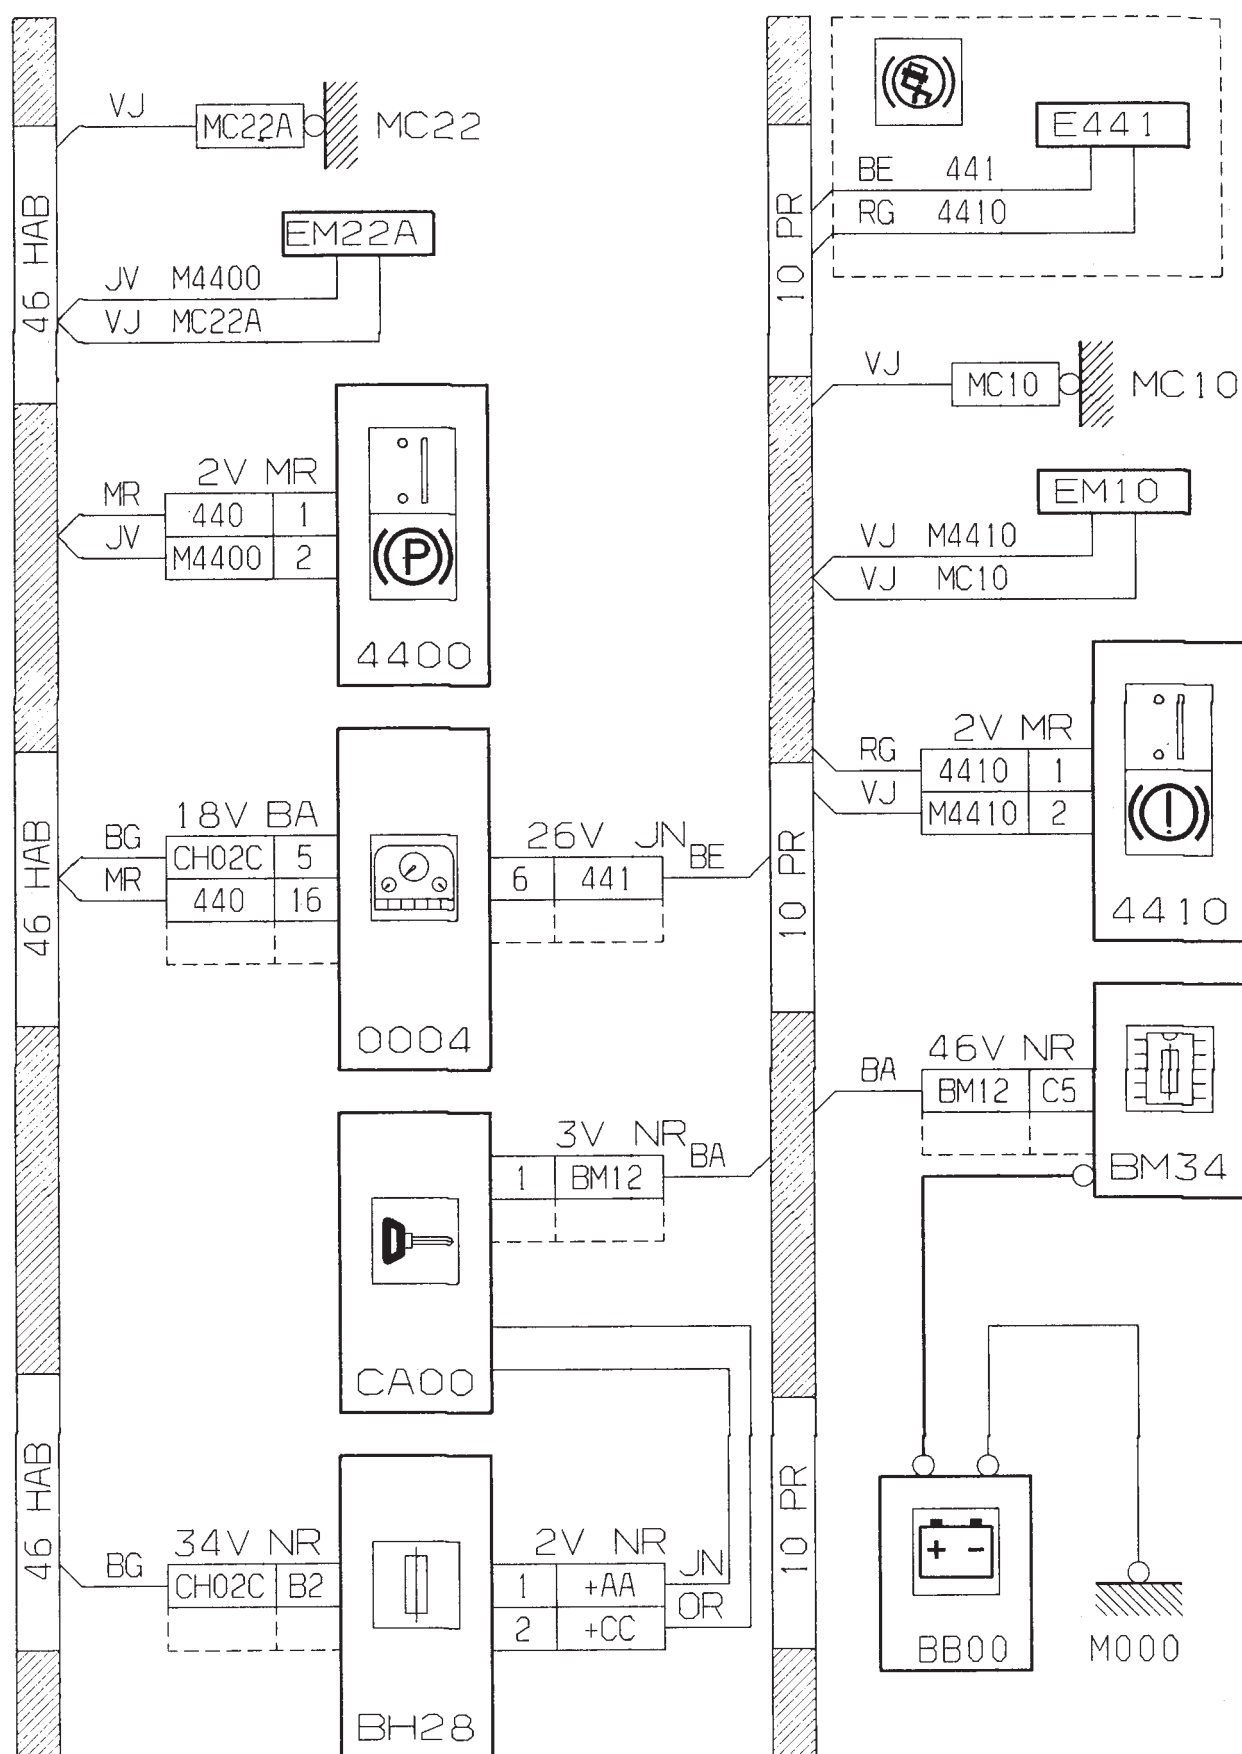 46 HAB
VJ
MC22A
MC22
EM22A
JV M4400
VJ MC22A
2V MR
MR
440 1
JV
M4400 2
P
4400
46 HAB
18V BA
BG
CH02C 5
MR
440 16
0004
26V JN
6 441
BE
3V NR
1 BM12
BA
CA00
46 HAB
34V NR
BG
CH02C B2
BH28
2V NR
1 +AA
JN
2 +CC
OR
10 PR
E441
BE 441
RG 4410
VJ
MC10
MC10
EM10
VJ M4410
VJ MC10
10 PR
2V MR
RG
4410 1
VJ
M4410 2
!
4410
46V NR
BA
BM12 C5
BM34
10 PR
+ -
BB00
M000